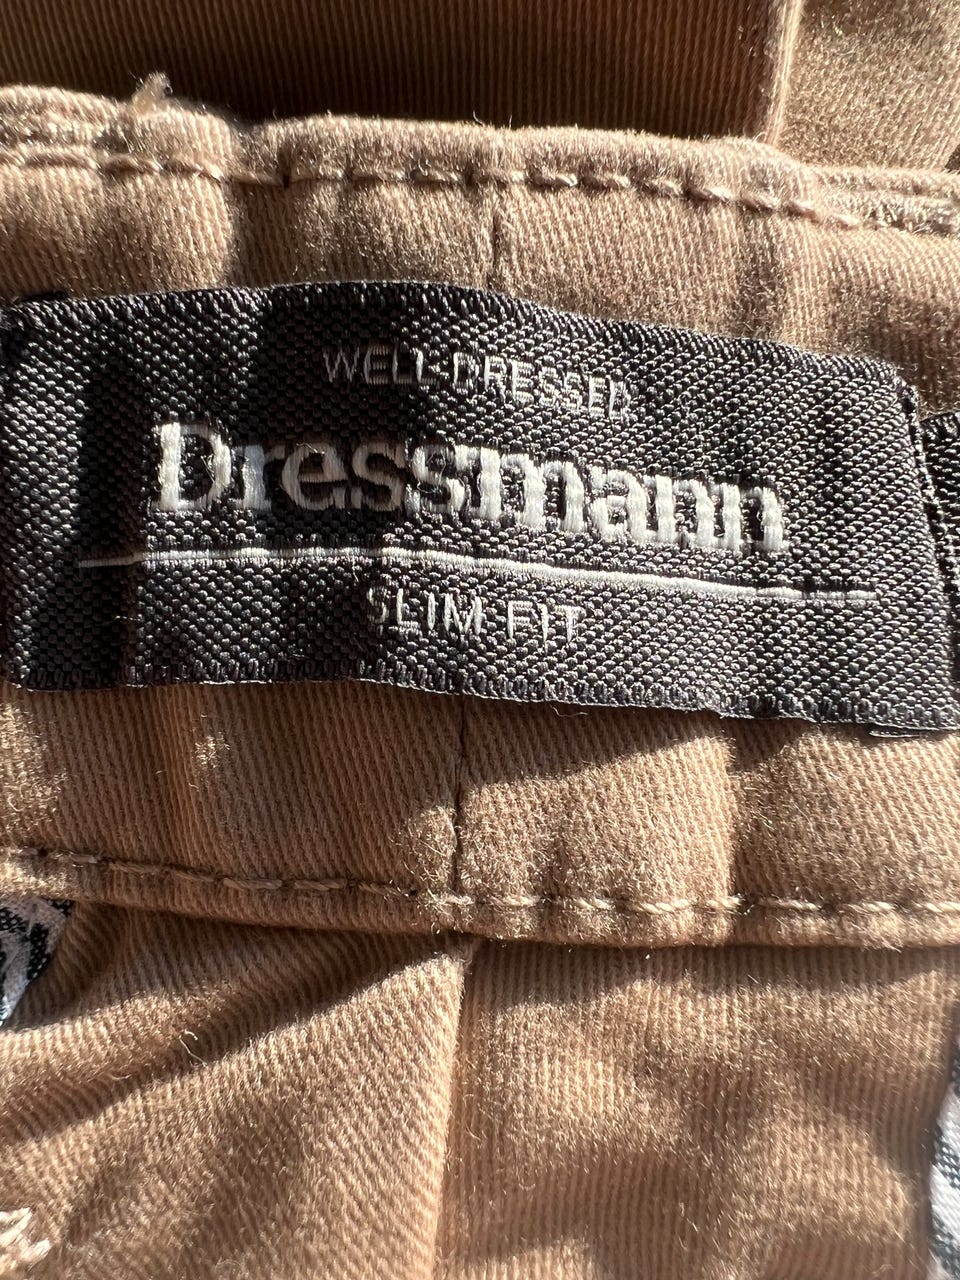 WELL-DRESSED
Dressmann
SLIM FIT